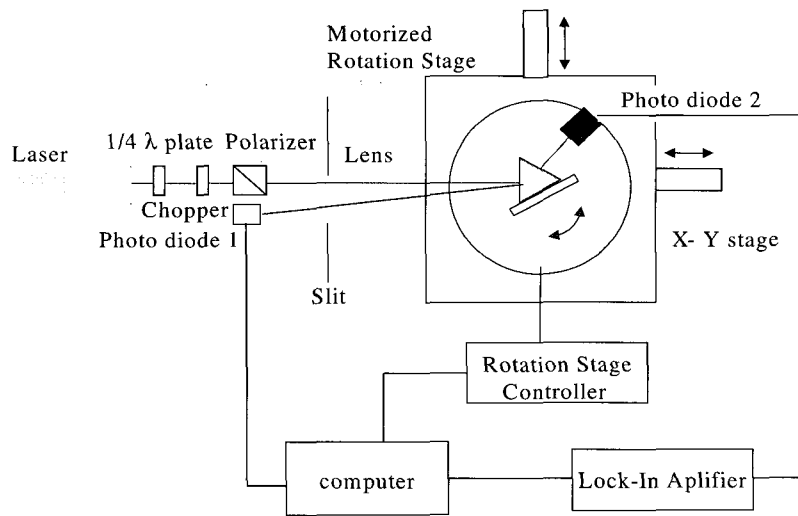 Motorized
Rotation Stage
Photo diode 2
1/4 λ plate Polarizer
Lens
Laser
Chopper
Photo diode 1
X- Y stage
Slit
Rotation Stage
Controller
computer
Lock-In Aplifier